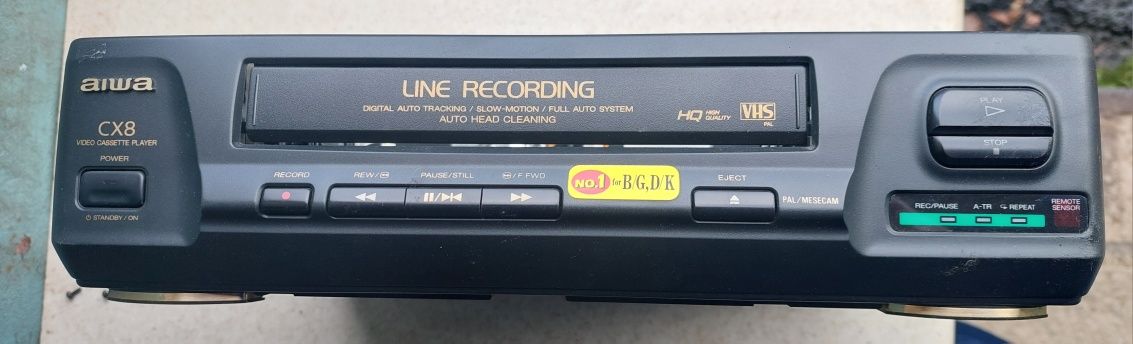 aiwa
CX8
VIDEO CASSETTE PLAYER
POWER
STANDBY / ON
LINE RECORDING
DIGITAL AUTO TRACKING / SLOW-MOTION / FULL AUTO SYSTEM
AUTO HEAD CLEANING
HQ HIGH QUALITY
VHS
PAL
RECORD
REW/
PAUSE/STILL
/F FWD
NO.1 for B/G,D/K
EJECT
PAL/MESECAM
PLAY
STOP
REC/PAUSE
A-TR
REPEAT
REMOTE
SENSOR